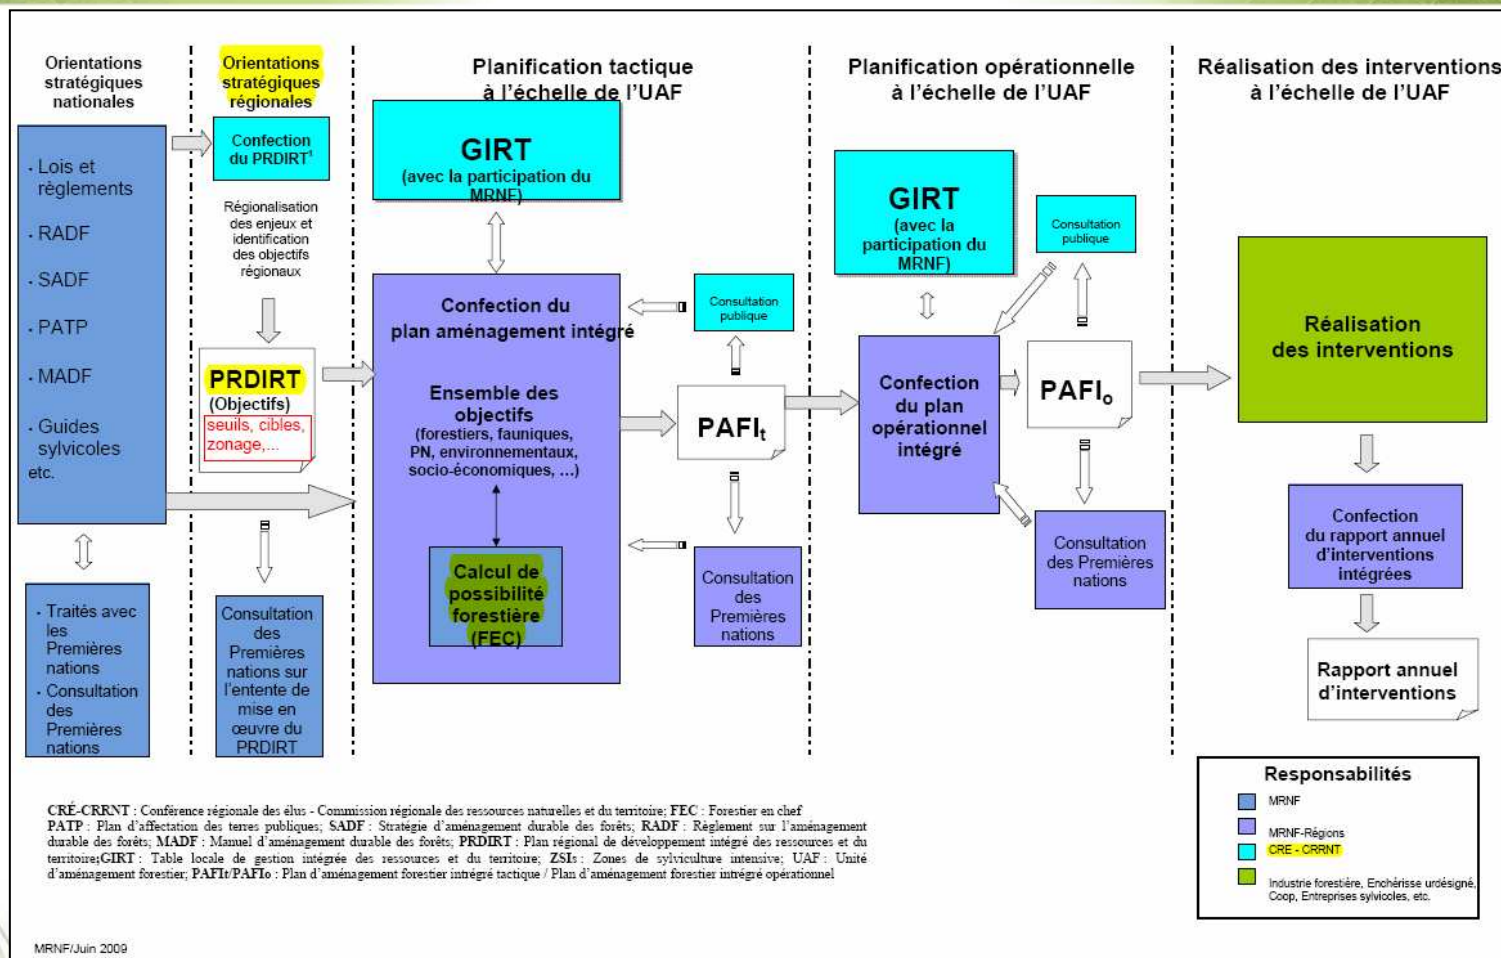 Orientations
stratégiques
nationales
· Lois et
règlements
· RADF
· SADF
· PATP
· MADF
· Guides
sylvicoles
etc.
· Traités avec
les
Premières
nations
· Consultation
des
Premières
nations
Orientations
stratégiques
régionales
Confection
du PRDIRT¹
Régionalisation
des enjeux et
identification
des objectifs
régionaux
PRDIRT
(Objectifs)
seuils, cibles,
zonage,...
Consultation
des
Premières
nations sur
l'entente de
mise en
œuvre du
PRDIRT
Planification tactique
à l'échelle de l'UAF
GIRT
(avec la participation du
MRNF)
Confection du
plan aménagement intégré
Ensemble des
objectifs
(forestiers, fauniques,
PN, environnementaux,
socio-économiques, ...)
Calcul de
possibilité
forestière
(FEC)
Consultation
publique
PAFIt
Consultation
des
Premières
nations
Planification opérationnelle
à l'échelle de l'UAF
GIRT
(avec la
participation du
MRNF)
Consultation
publique
Confection
du plan
opérationnel
intégré
PAFIo
Consultation
des Premières
nations
Réalisation des interventions
à l'échelle de l'UAF
Réalisation
des interventions
Confection
du rapport annuel
d'interventions
intégrées
Rapport annuel
d'interventions
Responsabilités
MRNF
MRNF-Régions
CRE - CRRNT
Industrie forestière, Enchérisse urdésigné,
Coop, Entreprises sylvicoles, etc.
CRÉ-CRRNT : Conférence régionale des élus - Commission régionale des ressources naturelles et du territoire; FEC : Forestier en chef
PATP : Plan d'affectation des terres publiques; SADF : Stratégie d'aménagement durable des forêts; RADF : Règlement sur l'aménagement
durable des forêts; MADF : Manuel d'aménagement durable des forêts; PRDIRT : Plan régional de développement intégré des ressources et du
territoire;GIRT : Table locale de gestion intégrée des ressources et du territoire; ZSIs : Zones de sylviculture intensive; UAF : Unité
d'aménagement forestier; PAFIt/PAFIo : Plan d'aménagement forestier intrégré tactique / Plan d'aménagement forestier intrégré opérationnel
MRNF/Juin 2009